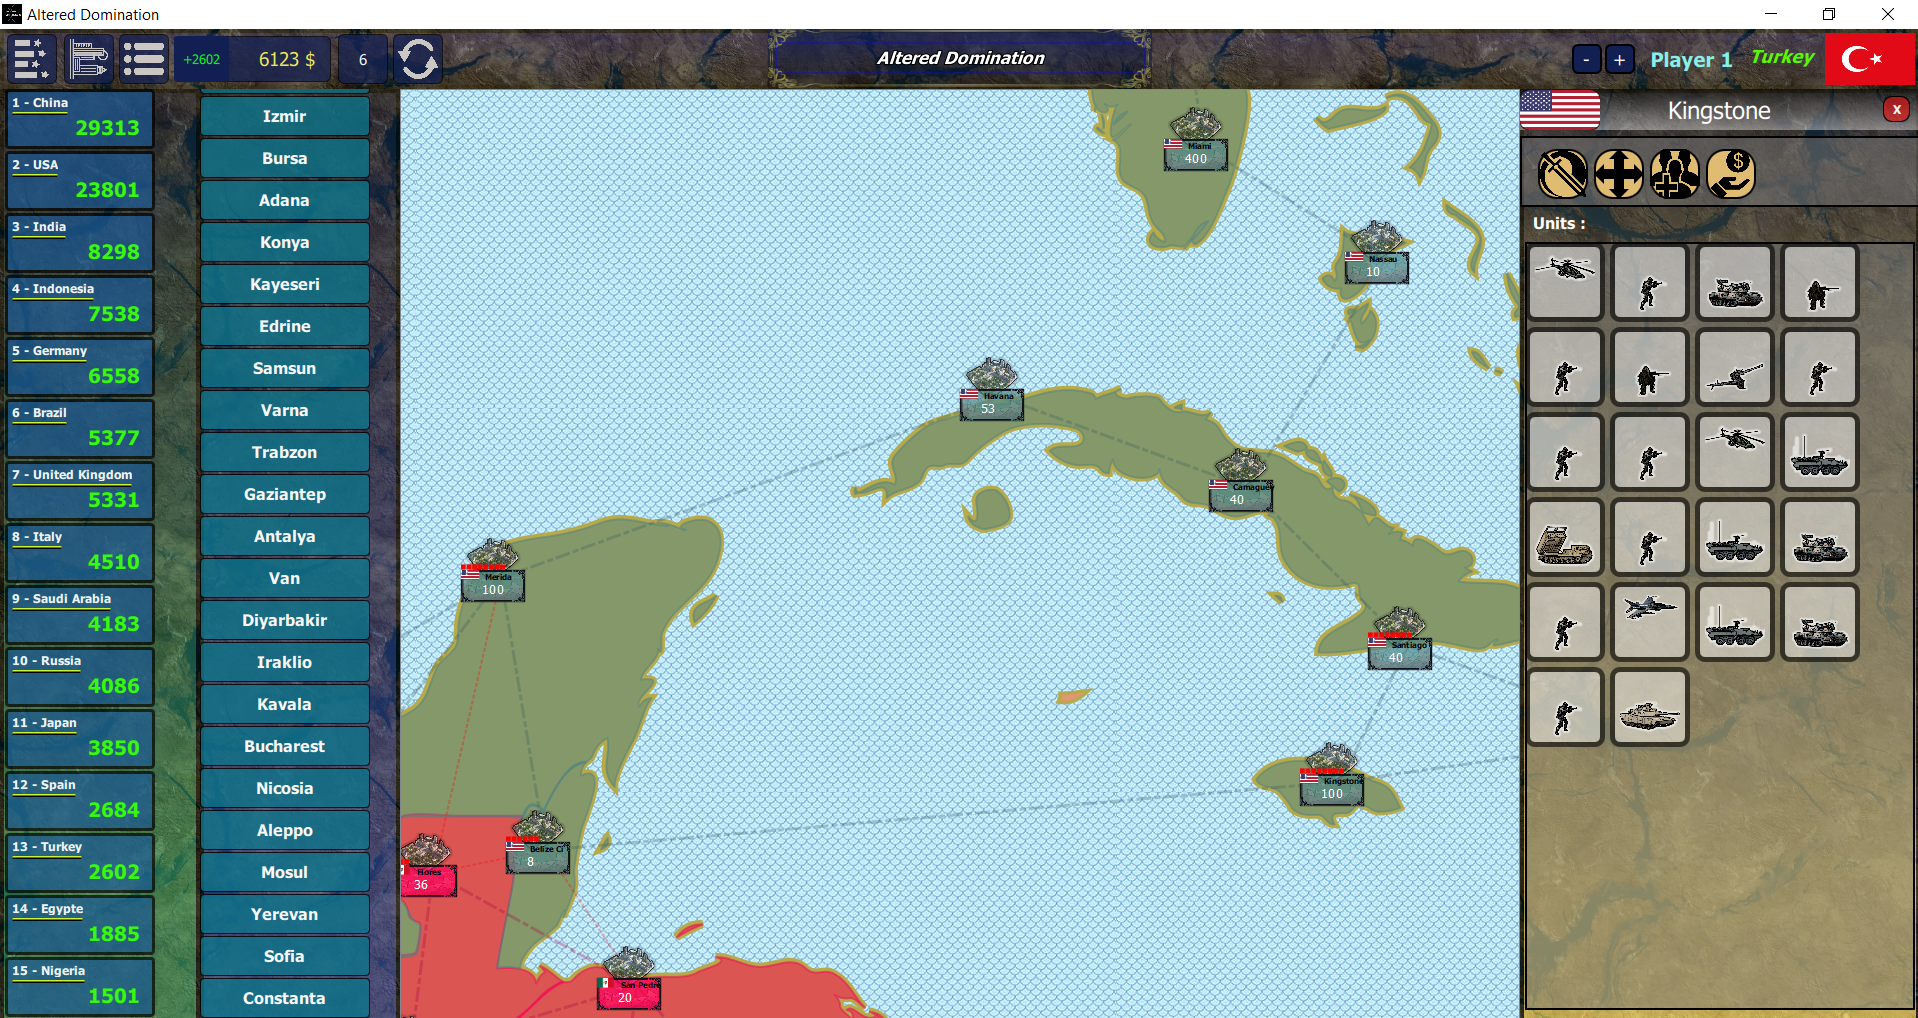 Altered Domination
+2602
6123 $
6
Altered Domination
-
+
Player 1
Turkey
1 - China
29313
2 - USA
23801
3 - India
8298
4 - Indonesia
7538
5 - Germany
6558
6 - Brazil
5377
7 - United Kingdom
5331
8 - Italy
4510
9 - Saudi Arabia
4183
10 - Russia
4086
11 - Japan
3850
12 - Spain
2684
13 - Turkey
2602
14 - Egypte
1885
15 - Nigeria
1501
Izmir
Bursa
Adana
Konya
Kayeseri
Edrine
Samsun
Varna
Trabzon
Gaziantep
Antalya
Van
Diyarbakir
Iraklio
Kavala
Bucharest
Nicosia
Aleppo
Mosul
Yerevan
Sofia
Constanta
Miami
400
Nassau
10
Havana
53
Camaguey
40
Merida
100
Santiago
40
Kingstone
100
Belize Ci
8
Flores
36
San Pedro
20
Kingstone
x
$
Units :